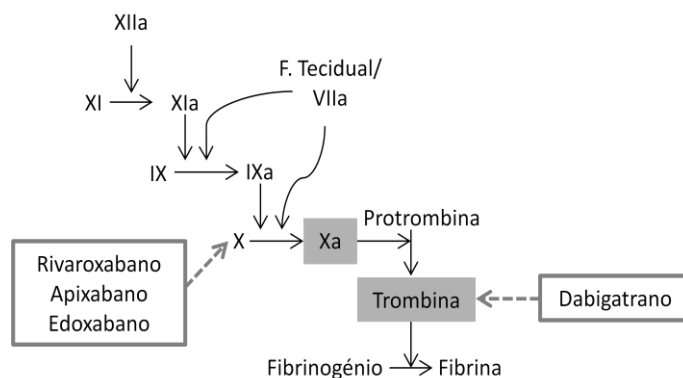 XIIa
F. Tecidual/
VIIa
XI
XIa
IX
IXa
Protrombina
X
Xa
Rivaroxabano
Apixabano
Edoxabano
Trombina
Dabigatrano
Fibrinogénio
Fibrina